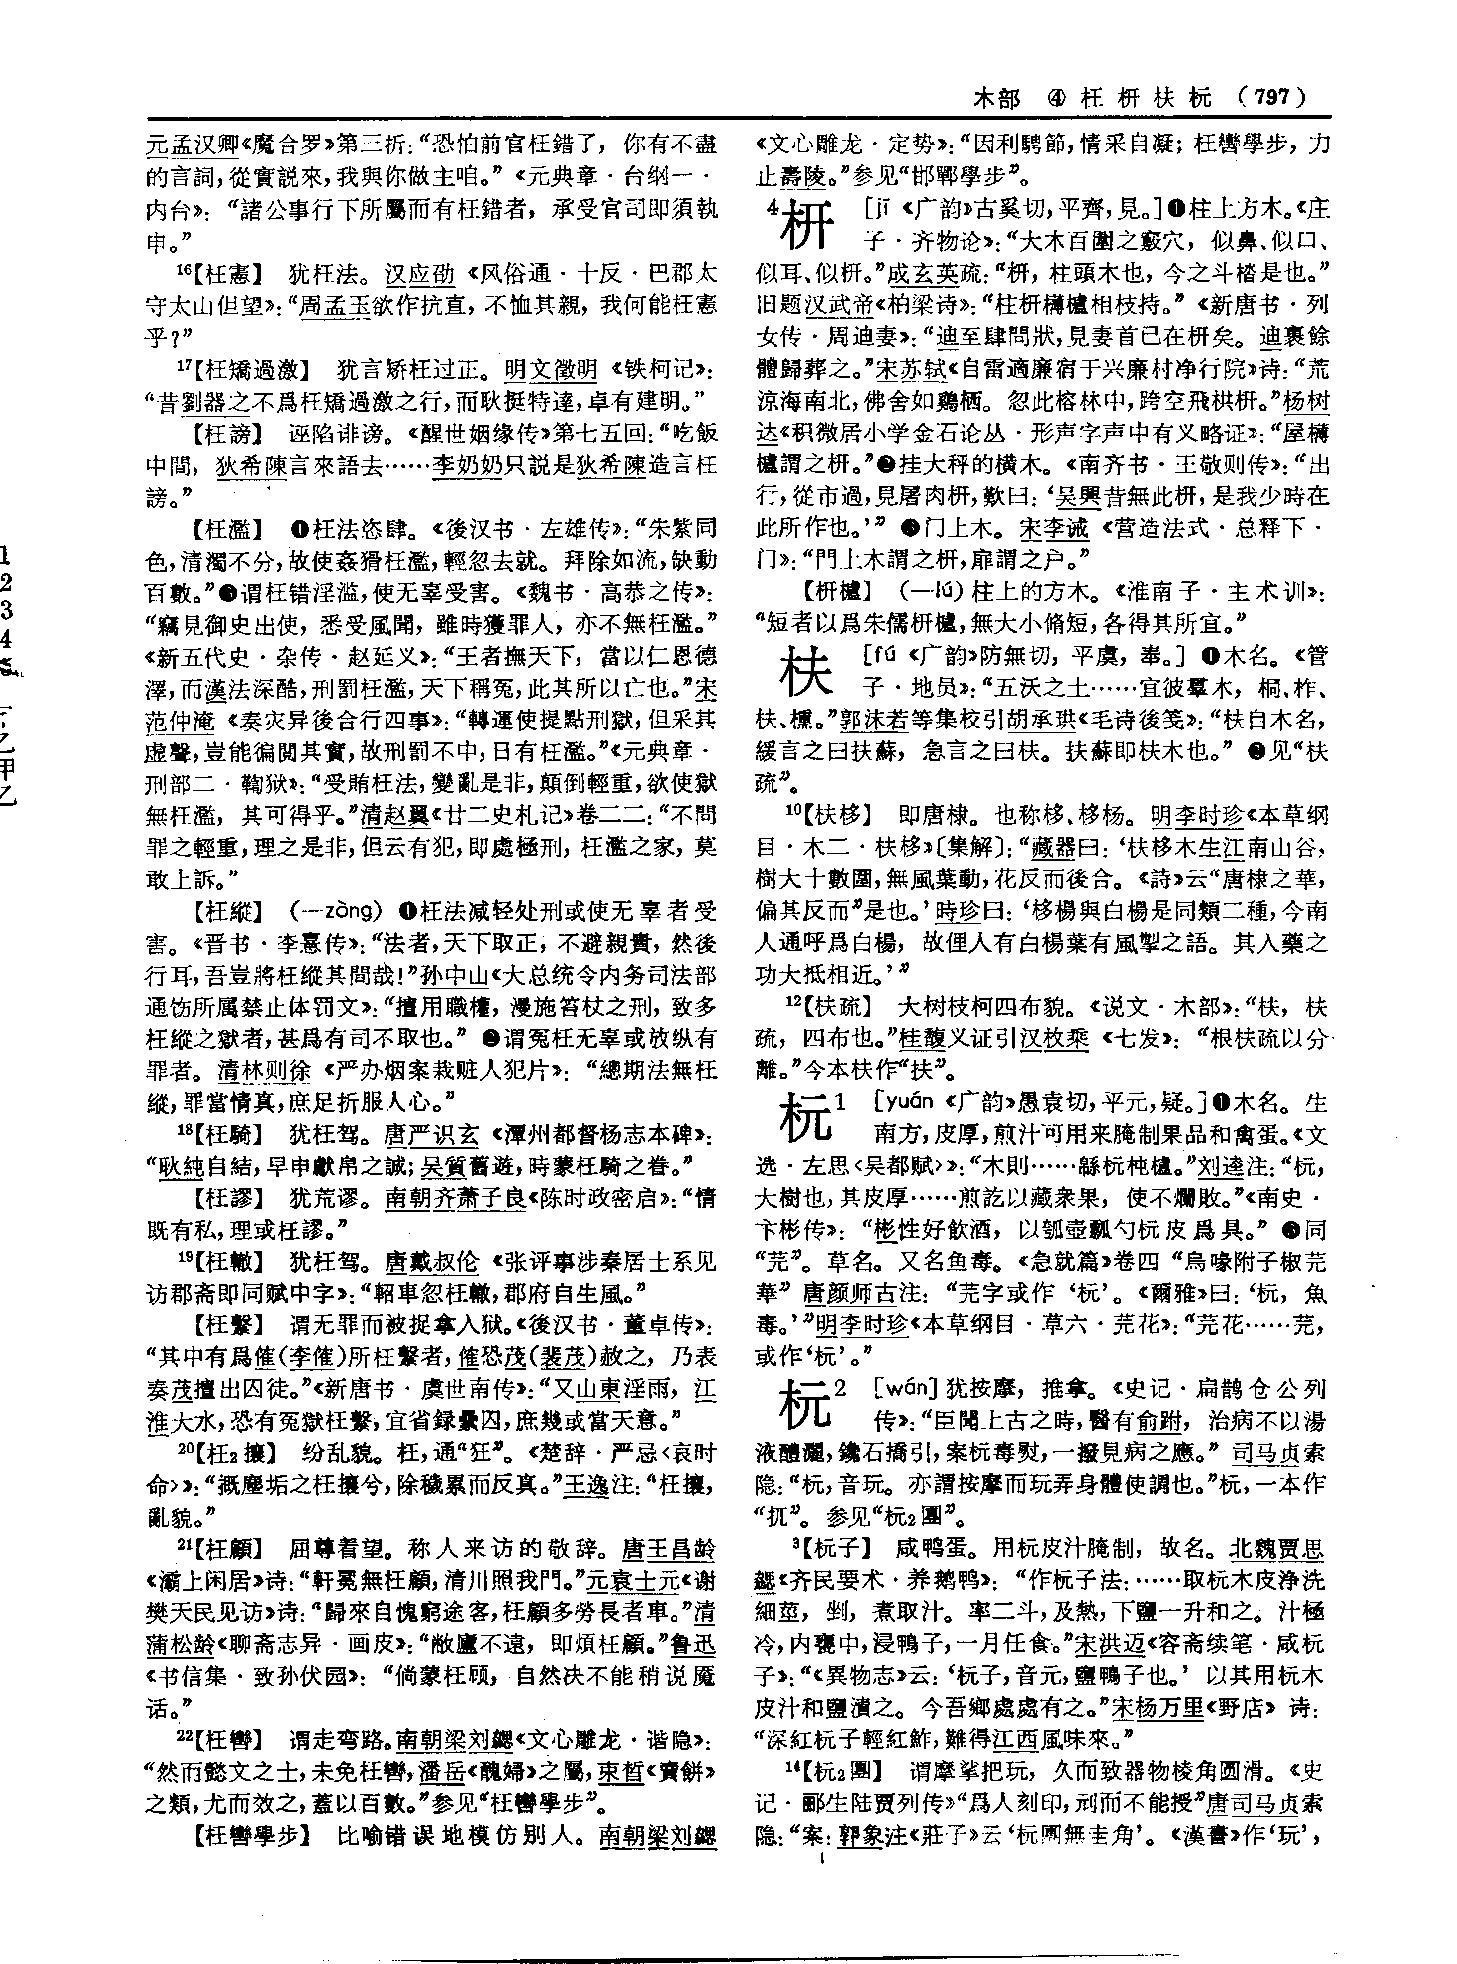 木部 ④ 枉 枅 枎 杬 (797)
元孟汉卿《魔合罗》第三折:“恐怕前官枉錯了，你有不盡
的言詞,從實説來,我與你做主咱。”《元典章·台纲一·
内台》:“諸公事行下所屬而有枉錯者，承受官司即須執
申。”
16【枉憲】 犹枉法。汉应劭《风俗通·十反·巴郡太
守太山但望》:“周孟玉欲作抗直，不恤其親，我何能枉憲
乎?”
17【枉矯過激】 犹言矫枉过正。明文徵明《铁柯记》:
“昔劉器之不爲枉矯過激之行,而耿挺特達,卓有建明。”
【枉謗】 诬陷诽谤。《醒世姻缘传》第七五回:“吃飯
中間，狄希陳言來語去……李奶奶只説是狄希陳造言枉
謗。”
【枉濫】 ❶枉法恣肆。《後汉书·左雄传》:“朱紫同
色,清濁不分,故使姦猾枉濫,輕忽去就。拜除如流,缺動
百數。”❷谓枉错淫滥,使无辜受害。《魏书·高恭之传》:
“竊見御史出使，悉受風聞，雖時獲罪人，亦不無枉濫。”
《新五代史·杂传·赵延义》:“王者撫天下，當以仁恩德
澤,而漢法深酷,刑罰枉濫,天下稱冤,此其所以亡也。”宋
范仲淹《奏灾异後合行四事》:“轉運使提點刑獄,但采其
虚聲,豈能徧閲其實,故刑罰不中,日有枉濫。”《元典章·
刑部二·鞫狱》:“受賄枉法,變亂是非,顛倒輕重,欲使獄
無枉濫，其可得乎。”清赵翼《廿二史札记》卷二二:“不問
罪之輕重,理之是非,但云有犯,即處極刑，枉濫之家，莫
敢上訴。”
【枉縱】 (—zòng) ❶枉法减轻处刑或使无辜者受
害。《晋书·李憙传》:“法者,天下取正，不避親貴，然後
行耳,吾豈將枉縱其間哉!”孙中山《大总统令内务司法部
通饬所属禁止体罚文》:“擅用職權，漫施笞杖之刑，致多
枉縱之獄者,甚爲有司不取也。” ❷谓冤枉无辜或放纵有
罪者。清林则徐《严办烟案栽赃人犯片》:“總期法無枉
縱,罪當情真,庶足折服人心。”
18【枉騎】 犹枉驾。唐严识玄《潭州都督杨志本碑》:
“耿純自結,早申獻帛之誠;吴質舊遊,時蒙枉騎之眷。”
【枉謬】 犹荒谬。南朝齐萧子良《陈时政密启》:“情
既有私,理或枉謬。”
19【枉轍】 犹枉驾。唐戴叔伦《张评事涉秦居士系见
访郡斋即同赋中字》:“軺車忽枉轍,郡府自生風。”
【枉繫】 谓无罪而被捉拿入狱。《後汉书·董卓传》:
“其中有爲傕(李傕)所枉繫者,傕恐茂(裴茂)赦之，乃表
奏茂擅出囚徒。”《新唐书·虞世南传》:“又山東淫雨，江
淮大水,恐有冤獄枉繫,宜省録纍囚,庶幾或當天意。”
20【枉2攘】 纷乱貌。枉,通“狂”。《楚辞·严忌〈哀时
命〉》:“摡塵垢之枉攘兮,除穢累而反真。”王逸注:“枉攘，
亂貌。”
21【枉顧】 屈尊看望。称人来访的敬辞。唐王昌龄
《灞上闲居》诗:“軒冕無枉顧,清川照我門。”元袁士元《谢
樊天民见访》诗:“歸來自愧窮途客,枉顧多勞長者車。”清
蒲松龄《聊斋志异·画皮》:“敝廬不遠，即煩枉顧。”鲁迅
《书信集·致孙伏园》:“倘蒙枉顾，自然决不能稍说魇
话。”
22【枉轡】 谓走弯路。南朝梁刘勰《文心雕龙·谐隐》:
“然而懿文之士,未免枉轡,潘岳《醜婦》之屬,束晳《賣餅》
之類,尤而效之,蓋以百數。”参见“枉轡學步”。
【枉轡學步】 比喻错误地模仿别人。南朝梁刘勰
《文心雕龙·定势》:“因利騁節,情采自凝；枉轡學步，力
止壽陵。”参见“邯鄲學步”。
4枅 [jī《广韵》古奚切,平齊,見。]❶柱上方木。《庄
子·齐物论》:“大木百圍之竅穴，似鼻、似口、
似耳、似枅。”成玄英疏:“枅，柱頭木也，今之斗楷是也。”
旧题汉武帝《柏梁诗》:“柱枅欂櫨相枝持。”《新唐书·列
女传·周迪妻》:“迪至肆問狀,見妻首已在枅矣。迪裹餘
體歸葬之。”宋苏轼《自雷適廉宿于兴廉村净行院》诗:“荒
涼海南北,佛舍如鷄栖。忽此榕林中,跨空飛栱枅。”杨树
达《积微居小学金石论丛·形声字声中有义略证》:“屋欂
櫨謂之枅。”❷挂大秤的横木。《南齐书·王敬则传》:“出
行,從市過,見屠肉枅,歎曰:‘吴興昔無此枅,是我少時在
此所作也。’” ❸门上木。宋李诫《营造法式·总释下·
门》:“門上木謂之枅,扉謂之户。”
【枅櫨】 (—lú) 柱上的方木。《淮南子·主术训》:
“短者以爲朱儒枅櫨,無大小脩短,各得其所宜。”
枎 [fú《广韵》防無切，平虞，奉。] ❶木名。《管
子·地员》:“五沃之土……宜彼羣木，桐、柞、
枎、櫄。”郭沫若等集校引胡承珙《毛诗後笺》:“枎自木名，
緩言之曰扶蘇，急言之曰枎。扶蘇即枎木也。” ❷见“枎
疏”。
10【枎栘】 即唐棣。也称栘、栘杨。明李时珍《本草纲
目·木二·枎栘》〔集解〕:“藏器曰:‘枎栘木生江南山谷，
樹大十數圍,無風葉動,花反而後合。《詩》云“唐棣之華，
偏其反而”是也。’時珍曰:‘栘楊與白楊是同類二種,今南
人通呼爲白楊，故俚人有白楊葉有風掣之語。其入藥之
功大抵相近。’”
12【枎疏】 大树枝柯四布貌。《说文·木部》:“枎，枎
疏，四布也。”桂馥义证引汉枚乘《七发》:“根枎疏以分
離。”今本枎作“扶”。
杬1 [yuán《广韵》愚袁切,平元,疑。]❶木名。生
南方,皮厚,煎汁可用来腌制果品和禽蛋。《文
选·左思〈吴都赋〉》:“木則……緜杬杶櫨。”刘逵注:“杬，
大樹也,其皮厚……煎訖以藏衆果，使不爛敗。”《南史·
卞彬传》:“彬性好飲酒，以瓠壺瓢勺杬皮爲具。” ❷同
“芫”。草名。又名鱼毒。《急就篇》卷四“烏喙附子椒芫
華”唐颜师古注:“芫字或作‘杬’。《爾雅》曰:‘杬，魚
毒。’”明李时珍《本草纲目·草六·芫花》:“芫花……芫，
或作‘杬’。”
杬2 [wán]犹按摩，推拿。《史记·扁鹊仓公列
传》:“臣聞上古之時,醫有俞跗，治病不以湯
液醴灑,鑱石撟引,案杬毒熨,一撥見病之應。”司马贞索
隐:“杬,音玩。亦謂按摩而玩弄身體使調也。”杬,一本作
“抏”。参见“杬2團”。
3【杬子】 咸鸭蛋。用杬皮汁腌制，故名。北魏贾思
勰《齐民要术·养鹅鸭》:“作杬子法:……取杬木皮净洗
細莝，剉，煮取汁。率二斗,及熱,下鹽一升和之。汁極
冷,内甕中,浸鴨子,一月任食。”宋洪迈《容斋续笔·咸杬
子》:“《異物志》云:‘杬子,音元,鹽鴨子也。’以其用杬木
皮汁和鹽漬之。今吾鄉處處有之。”宋杨万里《野店》诗:
“深紅杬子輕紅鮓,難得江西風味來。”
14【杬2團】 谓摩挲把玩，久而致器物棱角圆滑。《史
记·郦生陆贾列传》“爲人刻印,刓而不能授”唐司马贞索
隐:“案:郭象注《莊子》云‘杬團無圭角’。《漢書》作‘玩’，